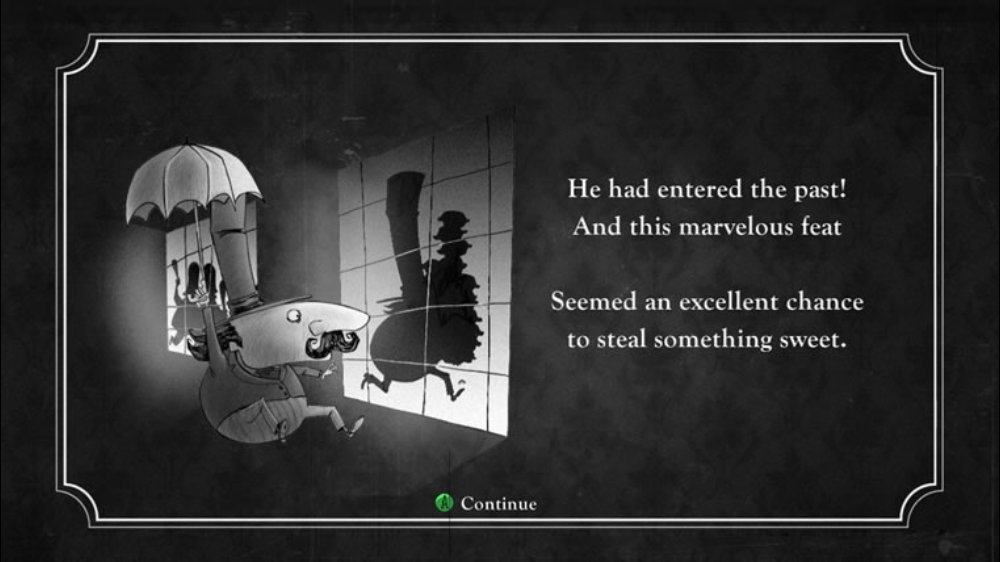 He had entered the past!
And this marvelous feat
Seemed an excellent chance
to steal something sweet.
A Continue